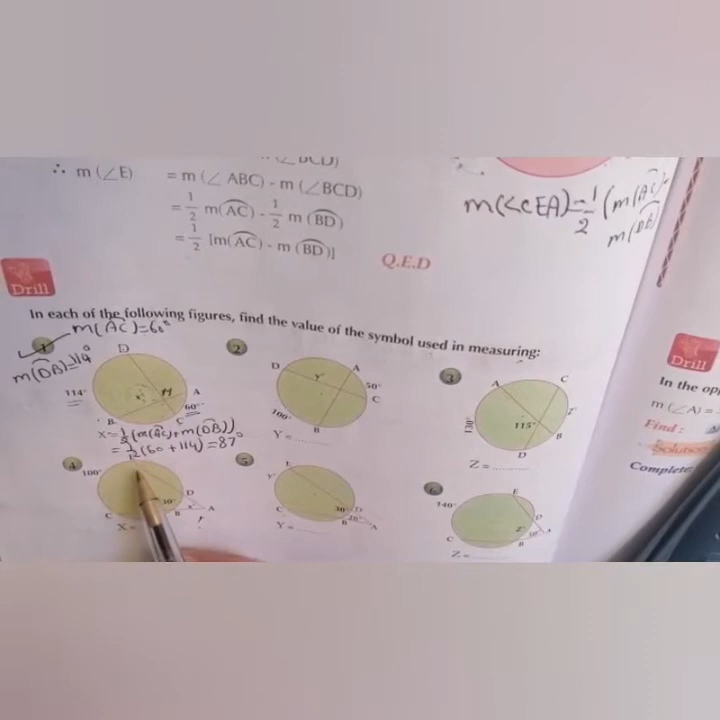 ∴ m (∠E) = m (∠ ABC) - m (∠BCD)
= 1/2 m(AC) - 1/2 m (BD)
= 1/2 [m(AC) - m (BD)]
Q.E.D
m(<CEA)=1/2 (m(AC)-
m(DB)
Drill
In each of the following figures, find the value of the symbol used in measuring:
m(AC)=60°
m(DB)=114°
1
D
114°
M
A
60°
B
C
X=1/2(m(AC)+m(DB))
=1/2(60+114)=87°
2
D
A
Y°
50°
C
100°
B
Y=..........
3
A
C
Z°
130°
115°
B
D
Z=..........
4
100°
D
30°
A
C
B
X=
5
E
Y°
30°
D
C
B
20°
A
Y=..........
6
E
140°
D
Z°
A
C
B
Z=..........
Drill
In the opp
m (∠A) =
Find :
Solution
Complete